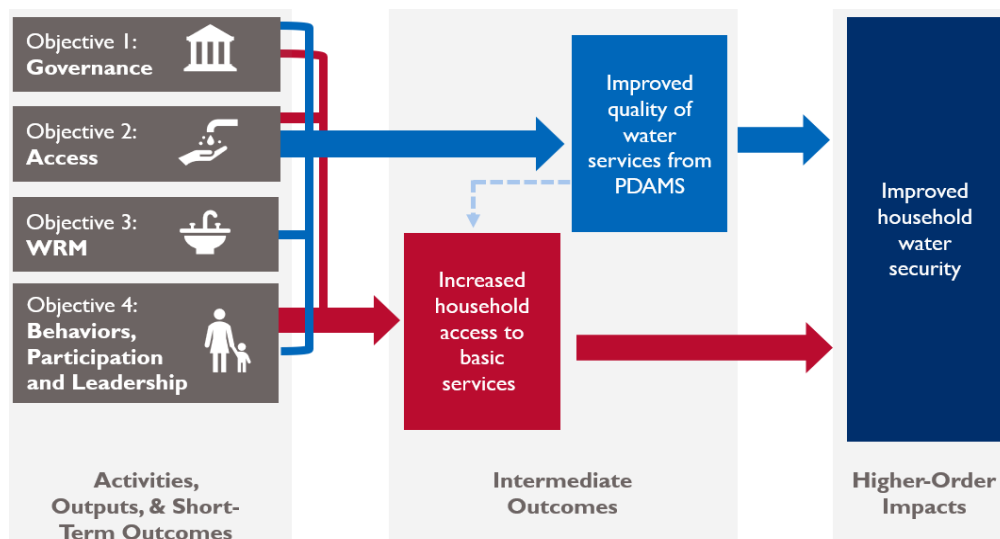 Objective 1:
Governance
Objective 2:
Access
Objective 3:
WRM
Objective 4:
Behaviors,
Participation
and Leadership
Activities,
Outputs, & Short-
Term Outcomes
Improved
quality of
water
services from
PDAMS
Increased
household
access to
basic
services
Intermediate
Outcomes
Improved
household
water
security
Higher-Order
Impacts